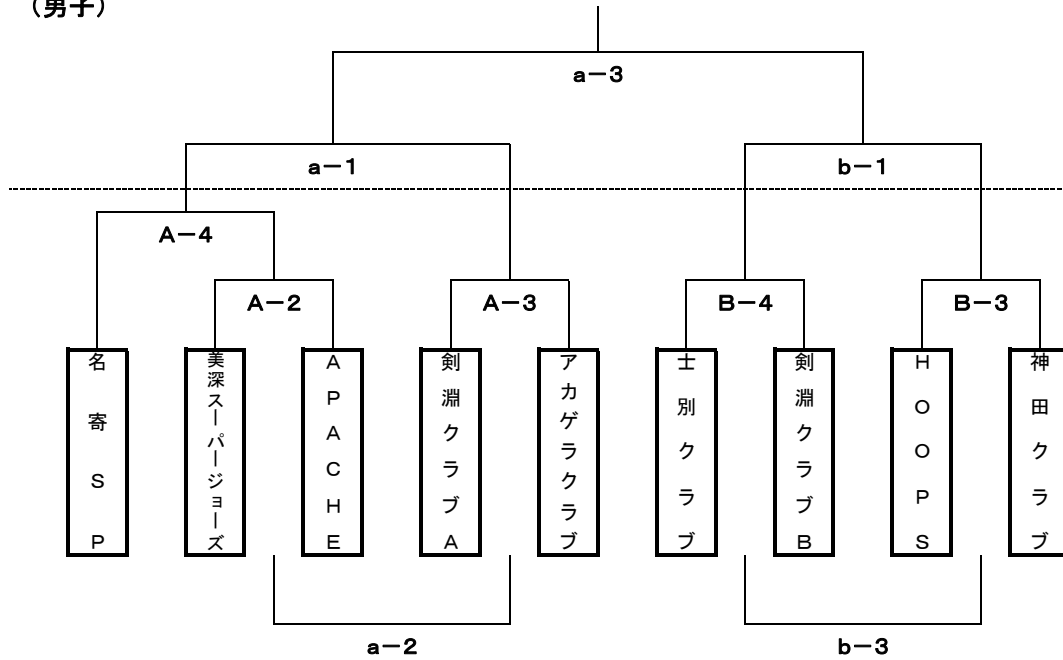 （男子）
a－3
a－1
b－1
A－4
A－2
A－3
B－4
B－3
名寄SP
美深スーパージョーズ
APACHE
剣淵クラブA
アカゲラクラブ
士別クラブ
剣淵クラブB
HOOPS
神田クラブ
a－2
b－3